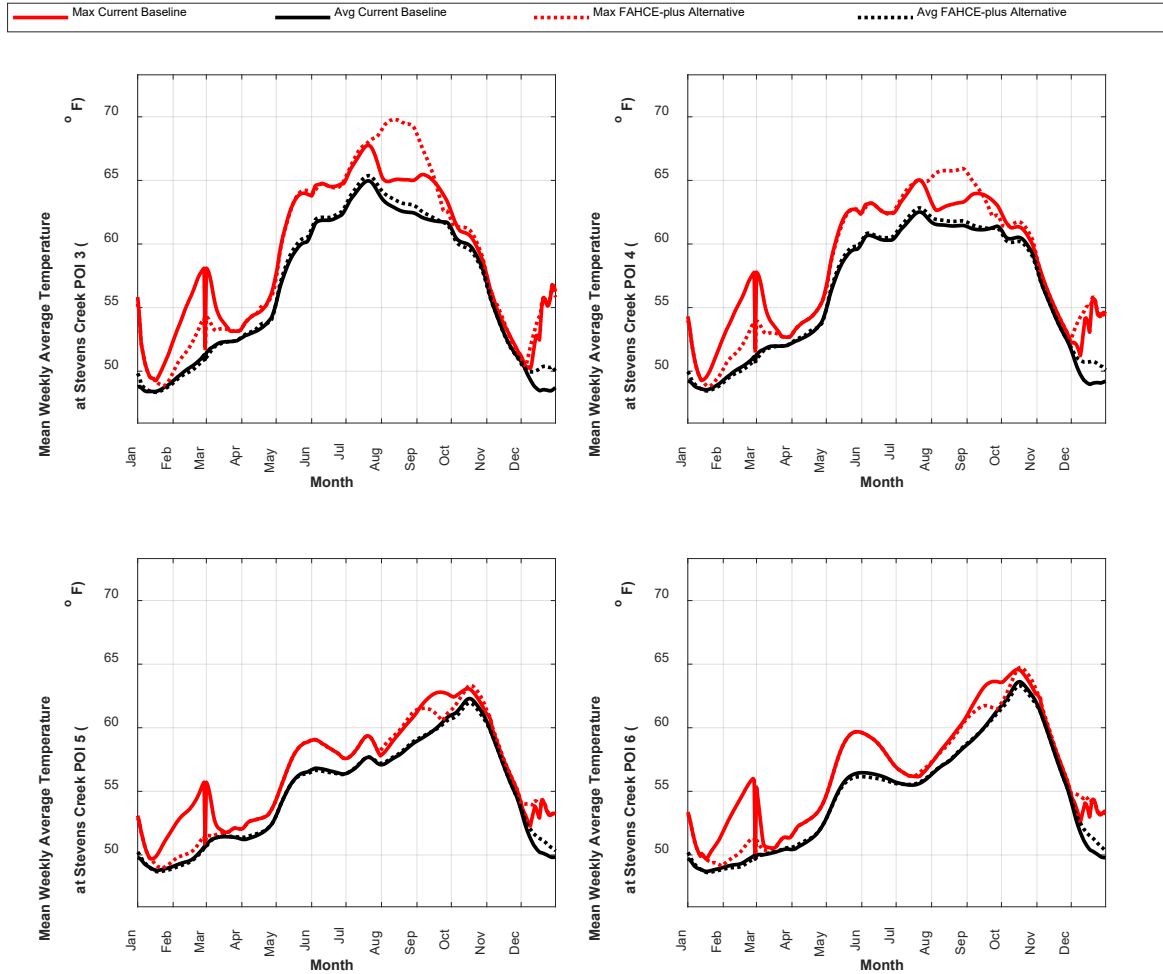 Max Current Baseline Avg Current Baseline Max FAHCE-plus Alternative Avg FAHCE-plus Alternative
Mean Weekly Average Temperature
at Stevens Creek POI 3 (
° F)
70
65
60
55
50
Jan Feb Mar Apr May Jun Jul Aug Sep Oct Nov Dec
Month
Mean Weekly Average Temperature
at Stevens Creek POI 4 (
° F)
70
65
60
55
50
Jan Feb Mar Apr May Jun Jul Aug Sep Oct Nov Dec
Month
Mean Weekly Average Temperature
at Stevens Creek POI 5 (
° F)
70
65
60
55
50
Jan Feb Mar Apr May Jun Jul Aug Sep Oct Nov Dec
Month
Mean Weekly Average Temperature
at Stevens Creek POI 6 (
° F)
70
65
60
55
50
Jan Feb Mar Apr May Jun Jul Aug Sep Oct Nov Dec
Month